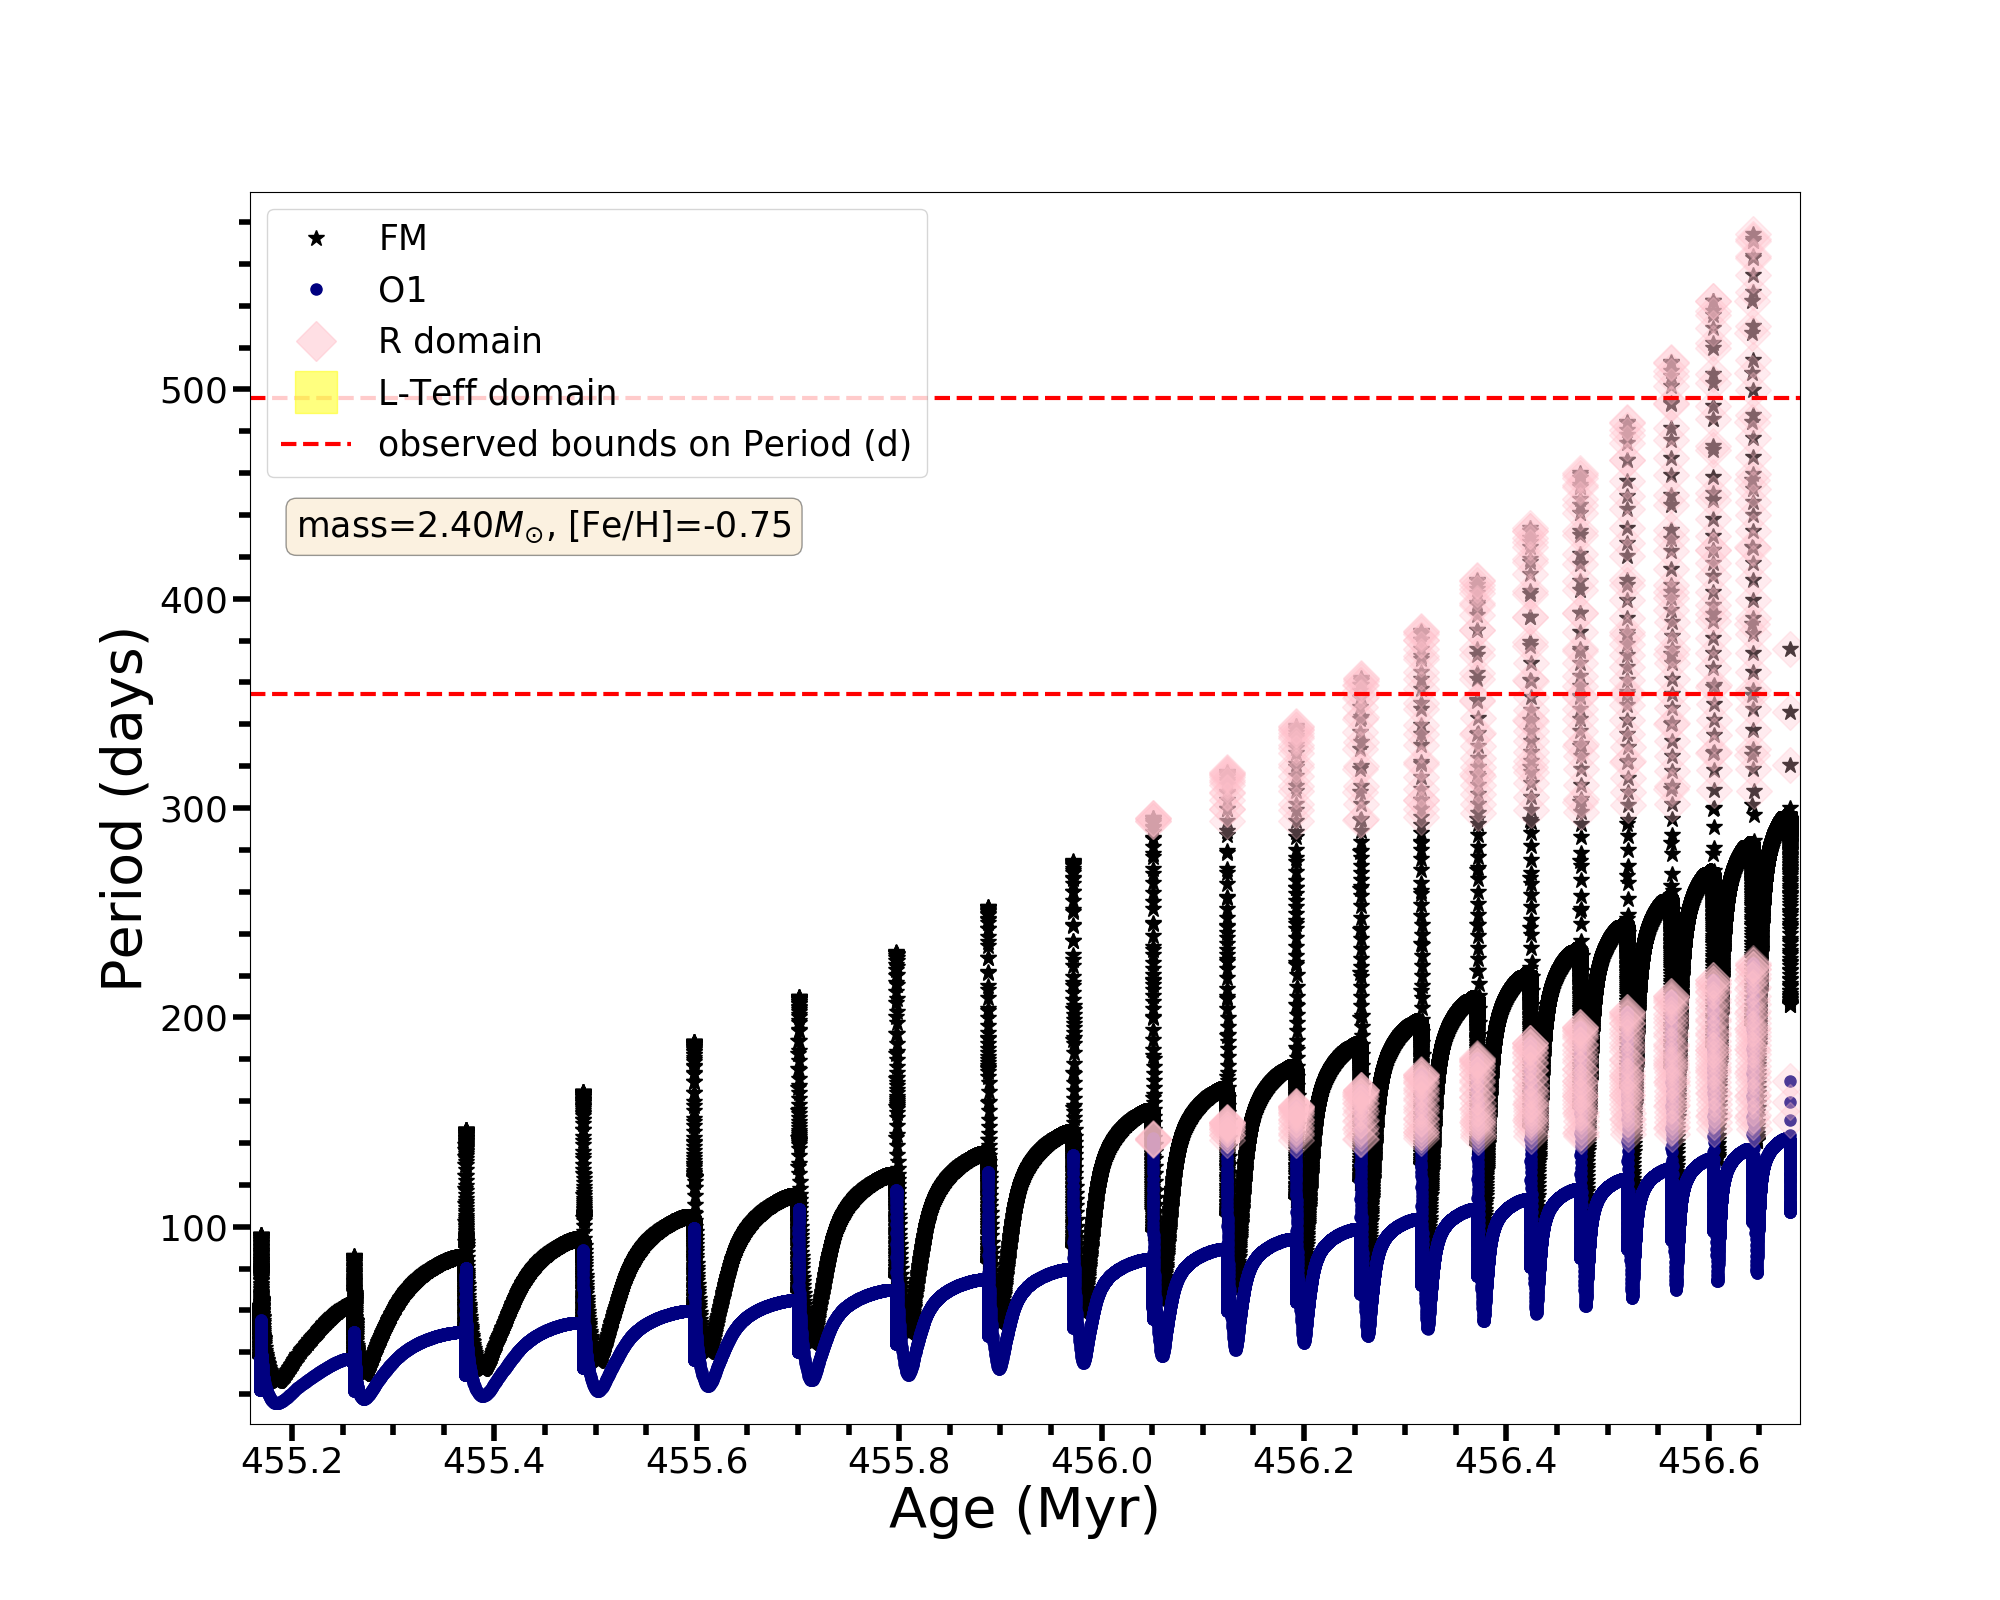 FM
O1
R domain
L-Teff domain
observed bounds on Period (d)
mass=2.40M⊙, [Fe/H]=-0.75
Period (days)
500
400
300
200
100
455.2 455.4 455.6 455.8 456.0 456.2 456.4 456.6
Age (Myr)